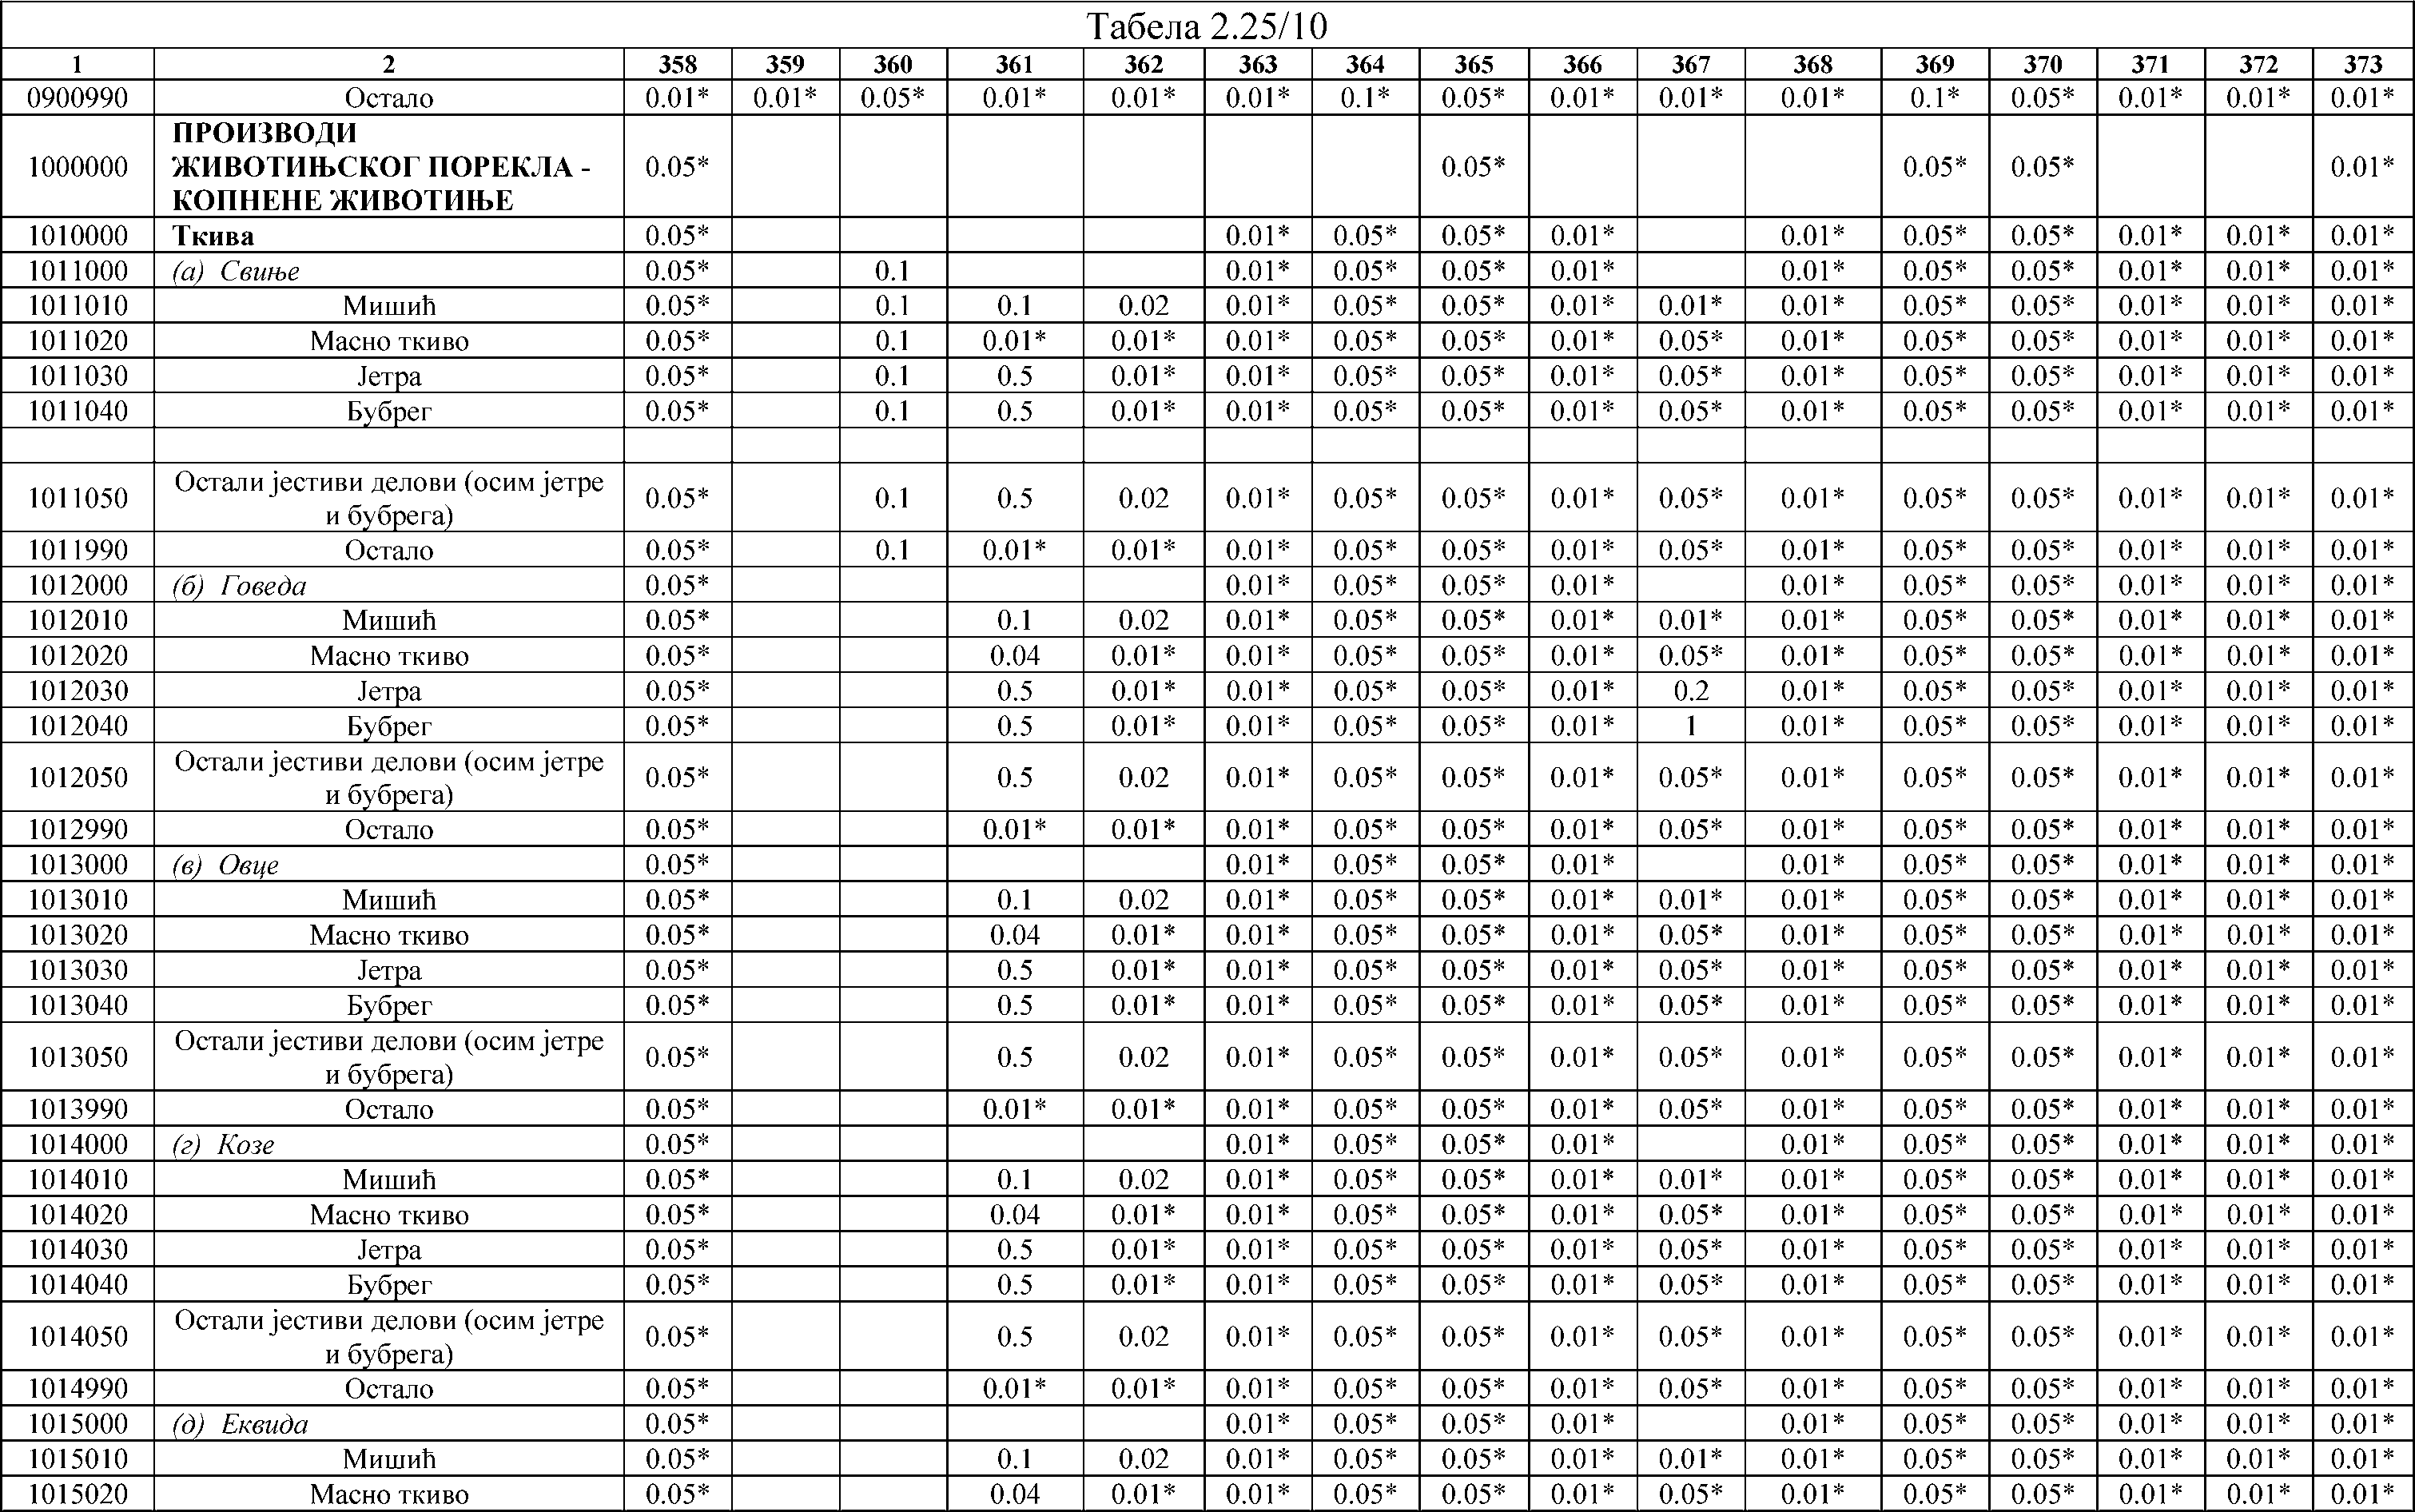 Табела 2.25/10
1 2 358 359 360 361 362 363 364 365 366 367 368 369 370 371 372 373
0900990 Остало 0.01* 0.01* 0.05* 0.01* 0.01* 0.01* 0.1* 0.05* 0.01* 0.01* 0.01* 0.1* 0.05* 0.01* 0.01* 0.01*
ПРОИЗВОДИ
1000000 ЖИВОТИЊСКОГ ПОРЕКЛА - 0.05* 0.05* 0.05* 0.05* 0.01*
КОПНЕНЕ ЖИВОТИЊЕ
1010000 Ткива 0.05* 0.01* 0.05* 0.05* 0.01* 0.01* 0.05* 0.05* 0.01* 0.01* 0.01*
1011000 (а) Свиње 0.05* 0.1 0.01* 0.05* 0.05* 0.01* 0.01* 0.05* 0.05* 0.01* 0.01* 0.01*
1011010 Мишић 0.05* 0.1 0.1 0.02 0.01* 0.05* 0.05* 0.01* 0.01* 0.01* 0.05* 0.05* 0.01* 0.01* 0.01*
1011020 Масно ткиво 0.05* 0.1 0.01* 0.01* 0.01* 0.05* 0.05* 0.01* 0.05* 0.01* 0.05* 0.05* 0.01* 0.01* 0.01*
1011030 Јетра 0.05* 0.1 0.5 0.01* 0.01* 0.05* 0.05* 0.01* 0.05* 0.01* 0.05* 0.05* 0.01* 0.01* 0.01*
1011040 Бубрег 0.05* 0.1 0.5 0.01* 0.01* 0.05* 0.05* 0.01* 0.05* 0.01* 0.05* 0.05* 0.01* 0.01* 0.01*
1011050 Остали јестиви делови (осим јетре
и бубрега) 0.05* 0.1 0.5 0.02 0.01* 0.05* 0.05* 0.01* 0.05* 0.01* 0.05* 0.05* 0.01* 0.01* 0.01*
1011990 Остало 0.05* 0.1 0.01* 0.01* 0.01* 0.05* 0.05* 0.01* 0.05* 0.01* 0.05* 0.05* 0.01* 0.01* 0.01*
1012000 (б) Говеда 0.05* 0.01* 0.05* 0.05* 0.01* 0.01* 0.05* 0.05* 0.01* 0.01* 0.01*
1012010 Мишић 0.05* 0.1 0.02 0.01* 0.05* 0.05* 0.01* 0.01* 0.01* 0.05* 0.05* 0.01* 0.01* 0.01*
1012020 Масно ткиво 0.05* 0.04 0.01* 0.01* 0.05* 0.05* 0.01* 0.05* 0.01* 0.05* 0.05* 0.01* 0.01* 0.01*
1012030 Јетра 0.05* 0.5 0.01* 0.01* 0.05* 0.05* 0.01* 0.2 0.01* 0.05* 0.05* 0.01* 0.01* 0.01*
1012040 Бубрег 0.05* 0.5 0.01* 0.01* 0.05* 0.05* 0.01* 1 0.01* 0.05* 0.05* 0.01* 0.01* 0.01*
1012050 Остали јестиви делови (осим јетре
и бубрега) 0.05* 0.5 0.02 0.01* 0.05* 0.05* 0.01* 0.05* 0.01* 0.05* 0.05* 0.01* 0.01* 0.01*
1012990 Остало 0.05* 0.01* 0.01* 0.01* 0.05* 0.05* 0.01* 0.05* 0.01* 0.05* 0.05* 0.01* 0.01* 0.01*
1013000 (в) Овце 0.05* 0.01* 0.05* 0.05* 0.01* 0.01* 0.05* 0.05* 0.01* 0.01* 0.01*
1013010 Мишић 0.05* 0.1 0.02 0.01* 0.05* 0.05* 0.01* 0.01* 0.01* 0.05* 0.05* 0.01* 0.01* 0.01*
1013020 Масно ткиво 0.05* 0.04 0.01* 0.01* 0.05* 0.05* 0.01* 0.05* 0.01* 0.05* 0.05* 0.01* 0.01* 0.01*
1013030 Јетра 0.05* 0.5 0.01* 0.01* 0.05* 0.05* 0.01* 0.05* 0.01* 0.05* 0.05* 0.01* 0.01* 0.01*
1013040 Бубрег 0.05* 0.5 0.01* 0.01* 0.05* 0.05* 0.01* 0.05* 0.01* 0.05* 0.05* 0.01* 0.01* 0.01*
1013050 Остали јестиви делови (осим јетре
и бубрега) 0.05* 0.5 0.02 0.01* 0.05* 0.05* 0.01* 0.05* 0.01* 0.05* 0.05* 0.01* 0.01* 0.01*
1013990 Остало 0.05* 0.01* 0.01* 0.01* 0.05* 0.05* 0.01* 0.05* 0.01* 0.05* 0.05* 0.01* 0.01* 0.01*
1014000 (г) Козе 0.05* 0.01* 0.05* 0.05* 0.01* 0.01* 0.05* 0.05* 0.01* 0.01* 0.01*
1014010 Мишић 0.05* 0.1 0.02 0.01* 0.05* 0.05* 0.01* 0.01* 0.01* 0.05* 0.05* 0.01* 0.01* 0.01*
1014020 Масно ткиво 0.05* 0.04 0.01* 0.01* 0.05* 0.05* 0.01* 0.05* 0.01* 0.05* 0.05* 0.01* 0.01* 0.01*
1014030 Јетра 0.05* 0.5 0.01* 0.01* 0.05* 0.05* 0.01* 0.05* 0.01* 0.05* 0.05* 0.01* 0.01* 0.01*
1014040 Бубрег 0.05* 0.5 0.01* 0.01* 0.05* 0.05* 0.01* 0.05* 0.01* 0.05* 0.05* 0.01* 0.01* 0.01*
1014050 Остали јестиви делови (осим јетре
и бубрега) 0.05* 0.5 0.02 0.01* 0.05* 0.05* 0.01* 0.05* 0.01* 0.05* 0.05* 0.01* 0.01* 0.01*
1014990 Остало 0.05* 0.01* 0.01* 0.01* 0.05* 0.05* 0.01* 0.05* 0.01* 0.05* 0.05* 0.01* 0.01* 0.01*
1015000 (д) Еквида 0.05* 0.01* 0.05* 0.05* 0.01* 0.01* 0.05* 0.05* 0.01* 0.01* 0.01*
1015010 Мишић 0.05* 0.1 0.02 0.01* 0.05* 0.05* 0.01* 0.01* 0.01* 0.05* 0.05* 0.01* 0.01* 0.01*
1015020 Масно ткиво 0.05* 0.04 0.01* 0.01* 0.05* 0.05* 0.01* 0.05* 0.01* 0.05* 0.05* 0.01* 0.01* 0.01*